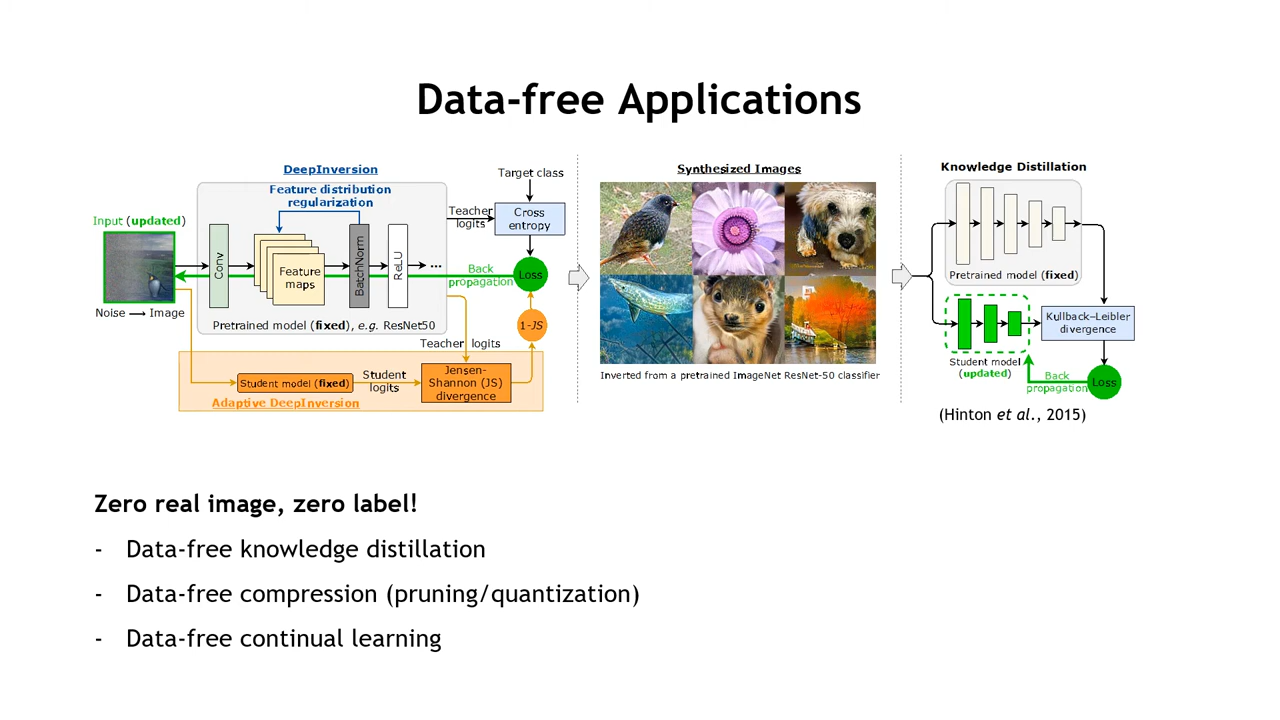 Data-free Applications
DeepInversion
Feature distribution
regularization
Input (updated)
Noise → Image
Conv
Feature
maps
BatchNorm
ReLU
...
Pretrained model (fixed), e.g. ResNet50
Target class
Teacher
logits
Cross
entropy
Back
propagation
Loss
1-JS
Teacher logits
Student model (fixed)
Student
logits
Jensen-
Shannon (JS)
divergence
Adaptive DeepInversion
Synthesized Images
Inverted from a pretrained ImageNet ResNet-50 classifier
Knowledge Distillation
Pretrained model (fixed)
Kullback–Leibler
divergence
Student model
(updated)
Back
propagation
Loss
(Hinton et al., 2015)
Zero real image, zero label!
- Data-free knowledge distillation
- Data-free compression (pruning/quantization)
- Data-free continual learning